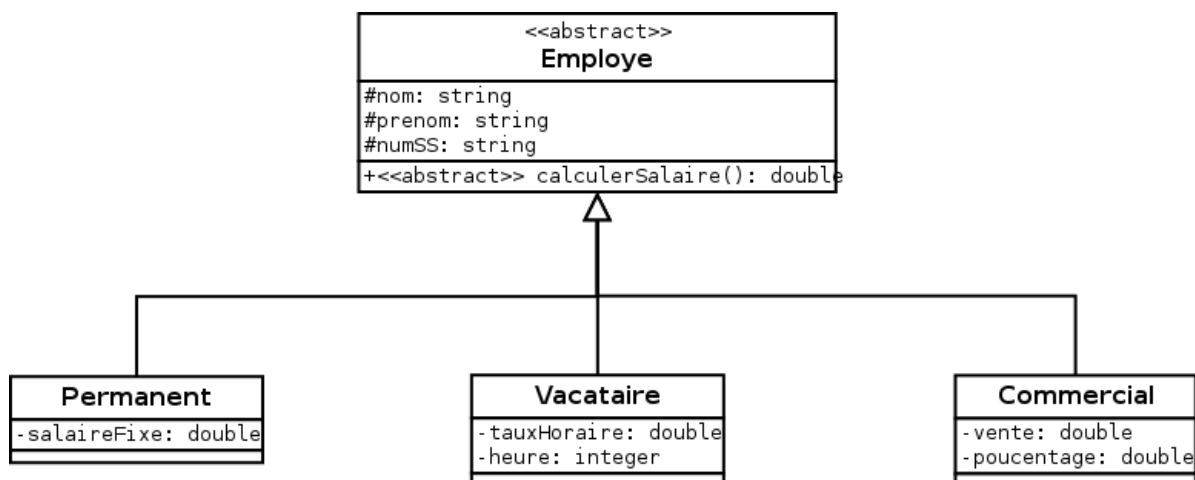 <<abstract>>
Employe
#nom: string
#prenom: string
#numSS: string
+<<abstract>> calculerSalaire(): double
Permanent
-salaireFixe: double
Vacataire
-tauxHoraire: double
-heure: integer
Commercial
-vente: double
-poucentage: double